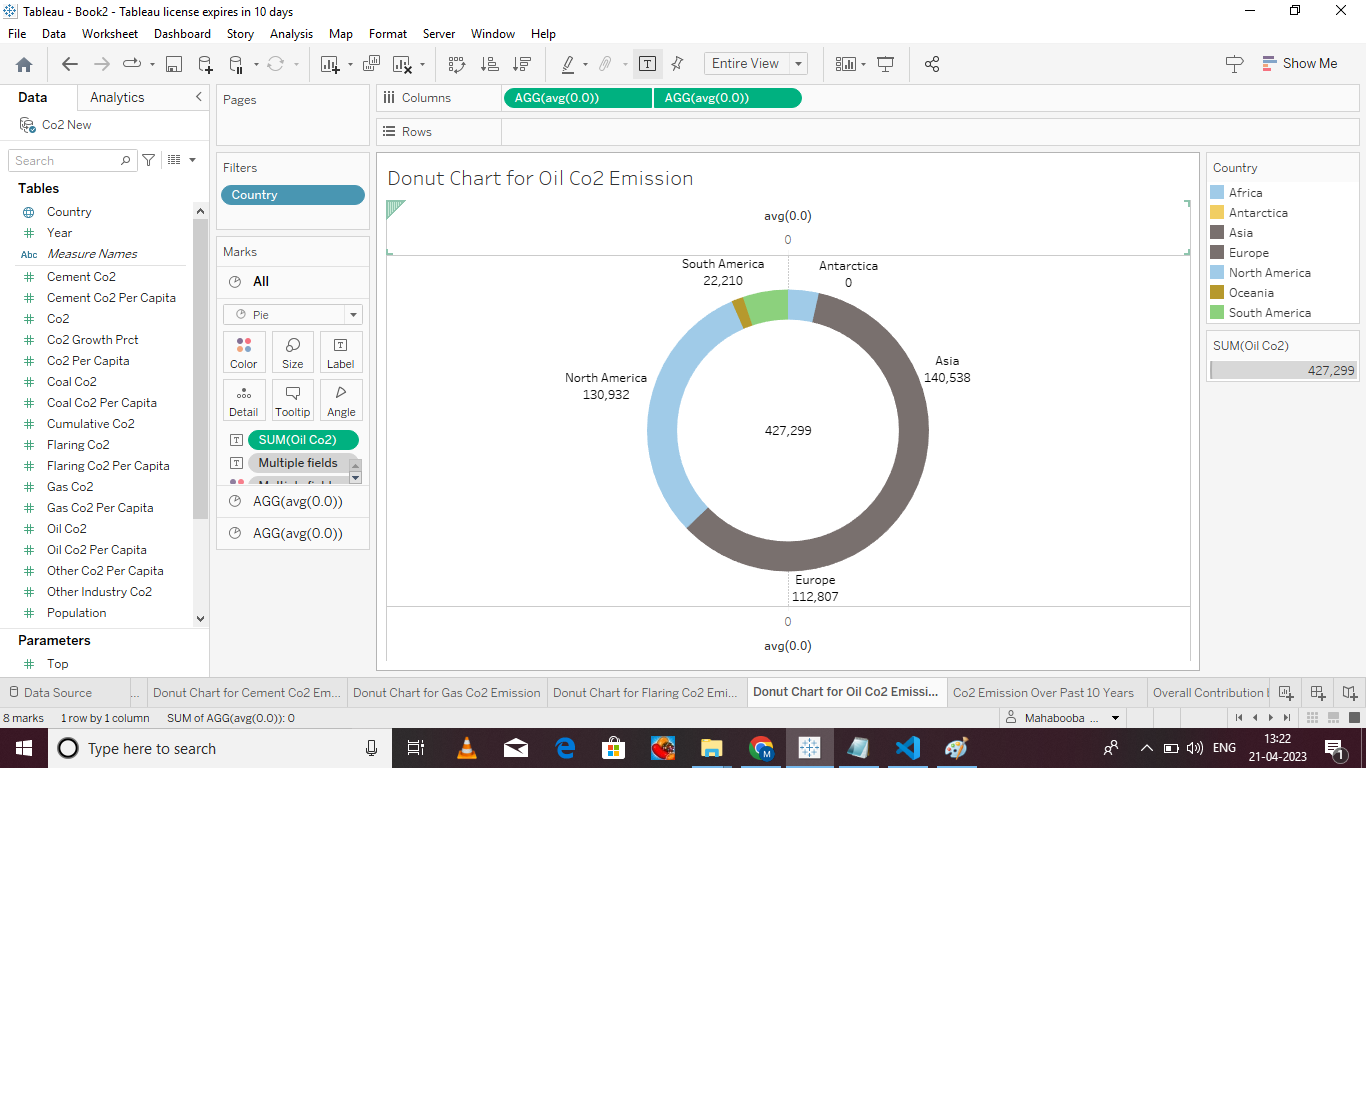 Tableau - Book2 - Tableau license expires in 10 days
File Data Worksheet Dashboard Story Analysis Map Format Server Window Help
Entire View
Show Me
Data Analytics
Co2 New
Search
Tables
Country
Year
Abc Measure Names
Cement Co2
Cement Co2 Per Capita
Co2
Co2 Growth Prct
Co2 Per Capita
Coal Co2
Coal Co2 Per Capita
Cumulative Co2
Flaring Co2
Flaring Co2 Per Capita
Gas Co2
Gas Co2 Per Capita
Oil Co2
Oil Co2 Per Capita
Other Co2 Per Capita
Other Industry Co2
Population
Parameters
Top
Pages
Filters
Country
Marks
All
Pie
Color Size Label
Detail Tooltip Angle
SUM(Oil Co2)
Multiple fields
AGG(avg(0.0))
AGG(avg(0.0))
Columns AGG(avg(0.0)) AGG(avg(0.0))
Rows
Donut Chart for Oil Co2 Emission
avg(0.0)
0
South America
22,210
Antarctica
0
Asia
140,538
North America
130,932
427,299
Europe
112,807
0
avg(0.0)
Country
Africa
Antarctica
Asia
Europe
North America
Oceania
South America
SUM(Oil Co2)
427,299
Data Source ... Donut Chart for Cement Co2 Em... Donut Chart for Gas Co2 Emission Donut Chart for Flaring Co2 Emi... Donut Chart for Oil Co2 Emissi... Co2 Emission Over Past 10 Years Overall Contribution
8 marks 1 row by 1 column SUM of AGG(avg(0.0)): 0 Mahabooba ...
Type here to search
ENG
13:22
21-04-2023
1